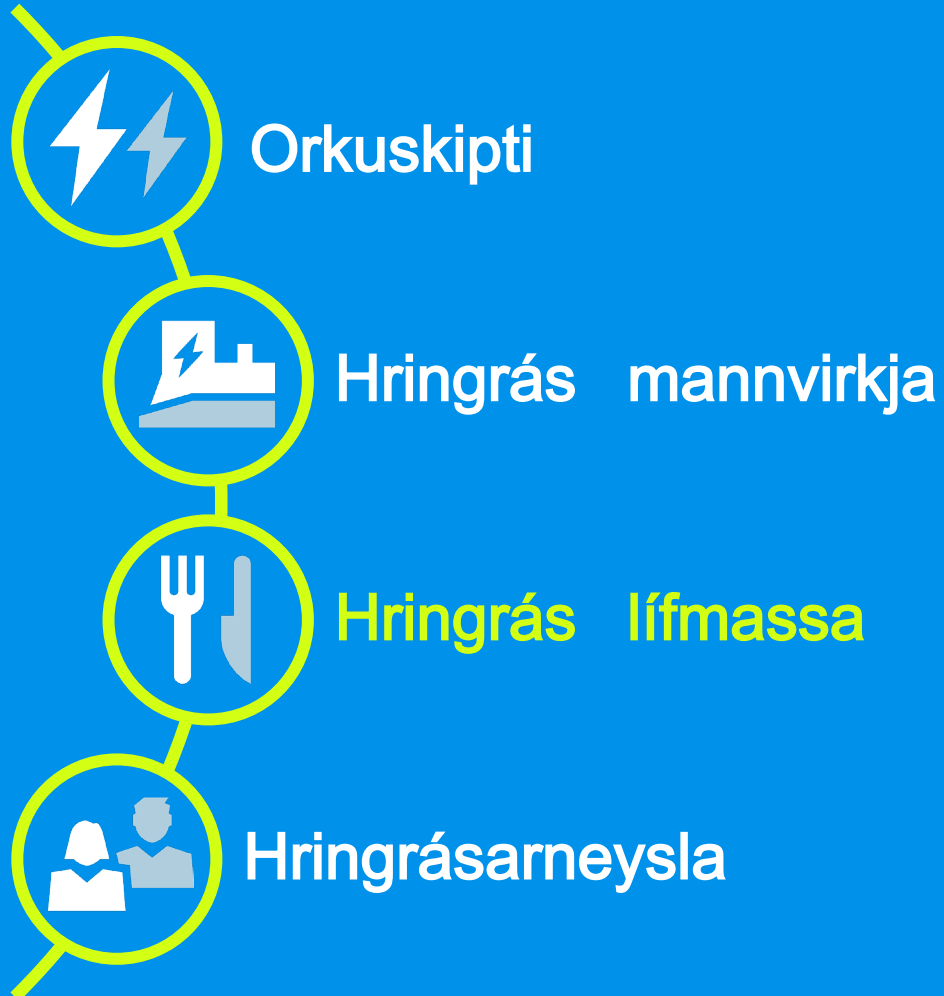 Orkuskipti
Hringrás mannvirkja
Hringrás lífmassa
Hringrásarneysla